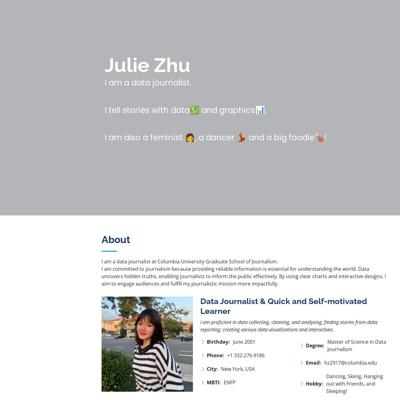 Julie Zhu
I am a data journalist.
I tell stories with data💹 and graphics📊.
I am also a feminist 👩, a dancer 💃 and a big foodie🍗!
About
I am a data journalist at Columbia University Graduate School of Journalism.
I am committed to journalism because providing reliable information is essential for understanding the world. Data
uncovers hidden truths, enabling journalists to inform the public effectively. By using clear charts and interactive designs, I
aim to engage audiences and fulfill my journalistic mission more impactfully.
Data Journalist & Quick and Self-motivated
Learner
I am proficient in data collecting, cleaning, and analysing; finding stories from data;
reporting; creating various data visualizations and interactives.
Birthday: June 2001
Phone: +1 332-276-9186
City: New York, USA
MBTI: ENFP
Degree: Master of Science in Data
Journalism
Email: hz2917@columbia.edu
Hobby: Dancing, Skiing, Hanging
out with Friends, and
Sleeping!